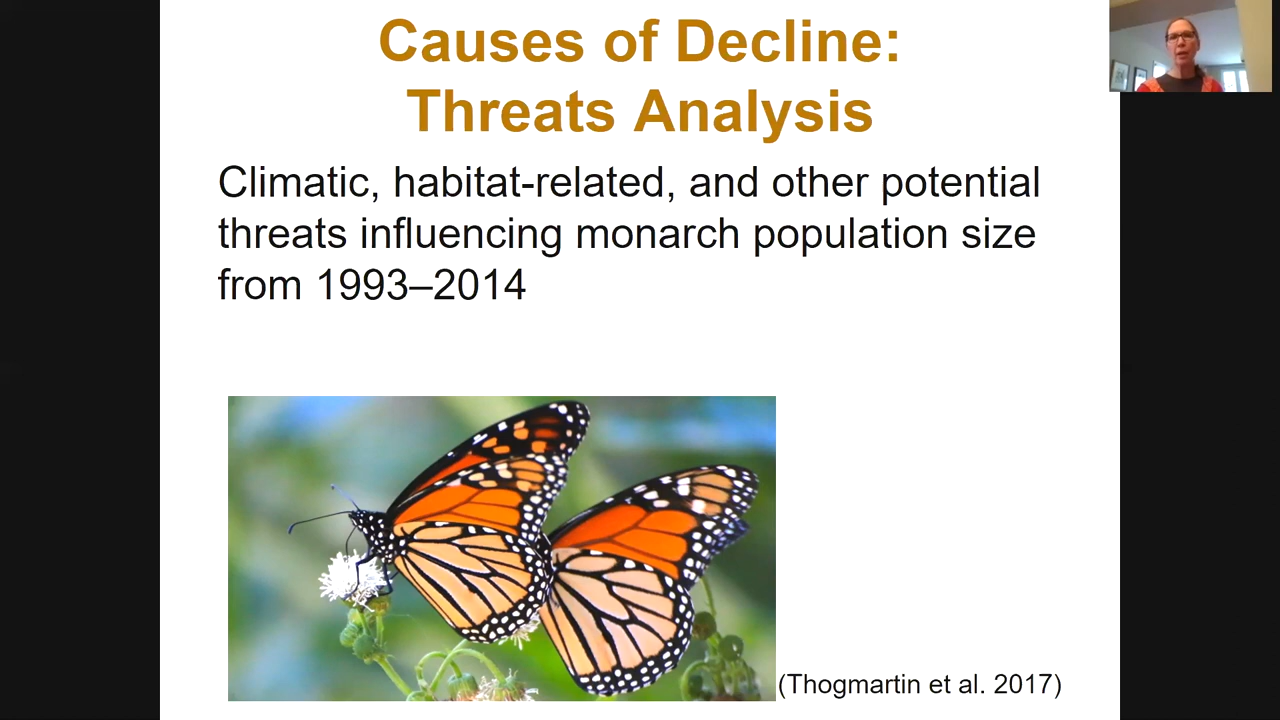 Causes of Decline:
Threats Analysis
Climatic, habitat-related, and other potential
threats influencing monarch population size
from 1993–2014
(Thogmartin et al. 2017)